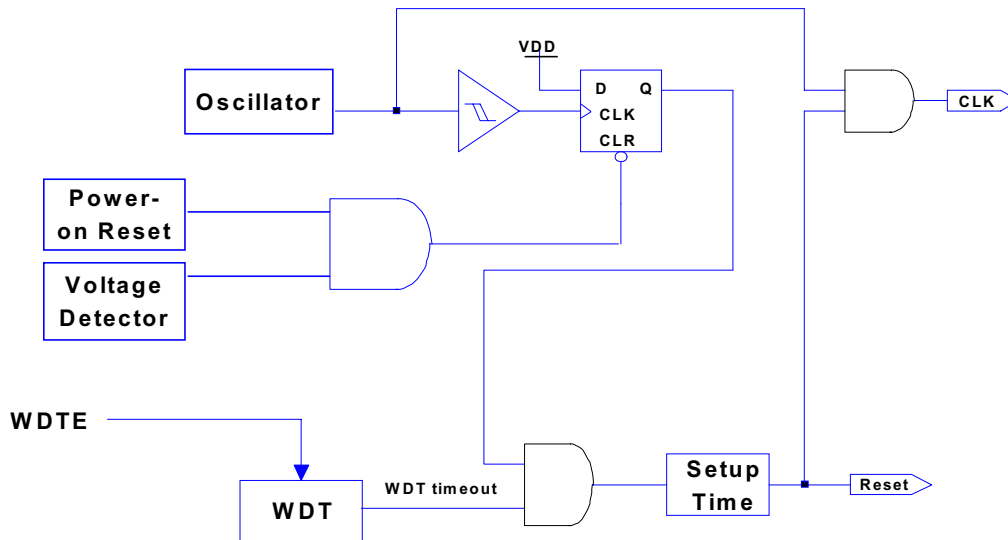 VDD
Oscillator
D Q
CLK
CLR
CLK
Power-
on Reset
Voltage
Detector
WDTE
WDT timeout
WDT
Setup
Time
Reset